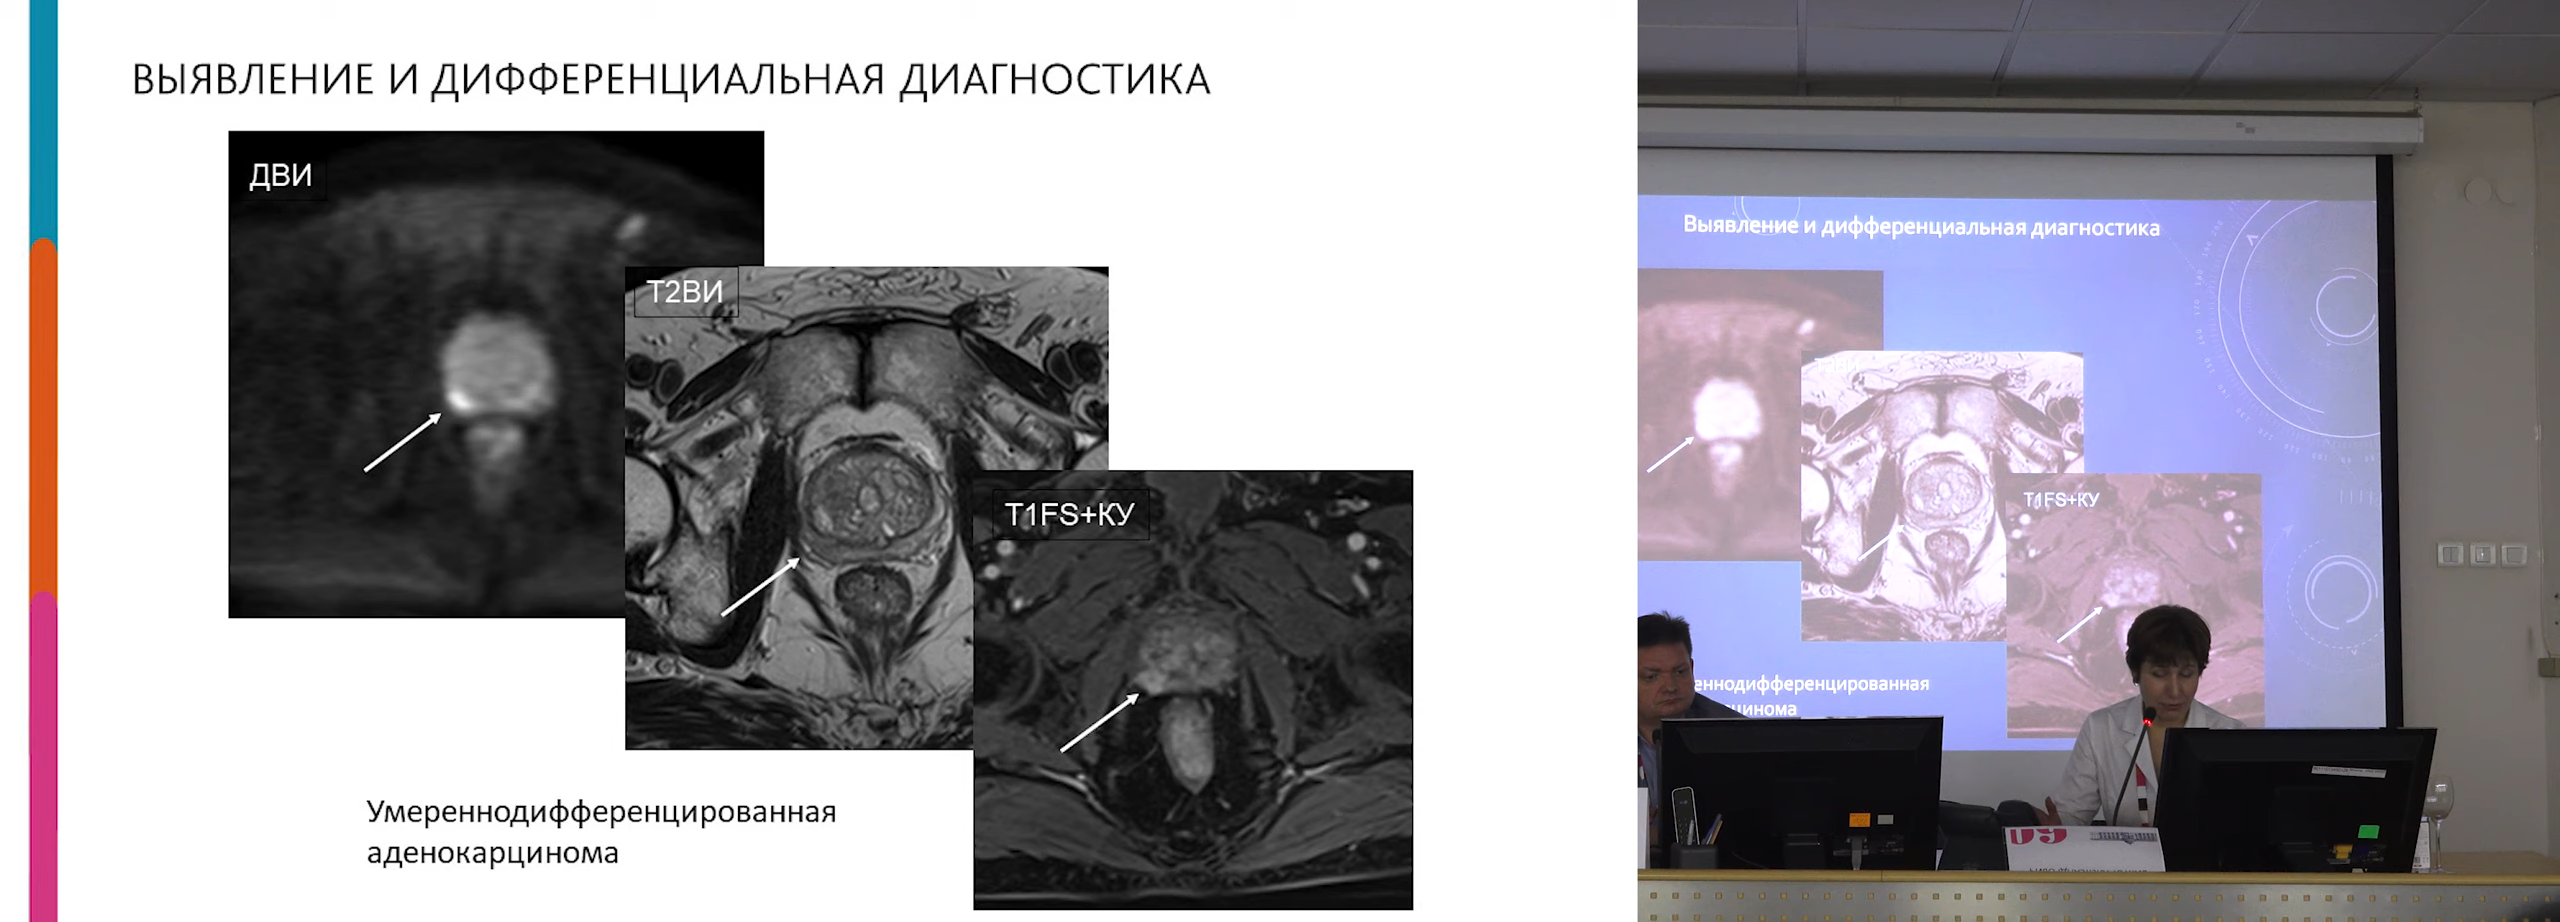 ВЫЯВЛЕНИЕ И ДИФФЕРЕНЦИАЛЬНАЯ ДИАГНОСТИКА
ДВИ
Т2ВИ
T1FS+КУ
Умереннодифференцированная
аденокарцинома
Выявление и дифференциальная диагностика
T1FS+КУ
еннодифференцированная
цинома